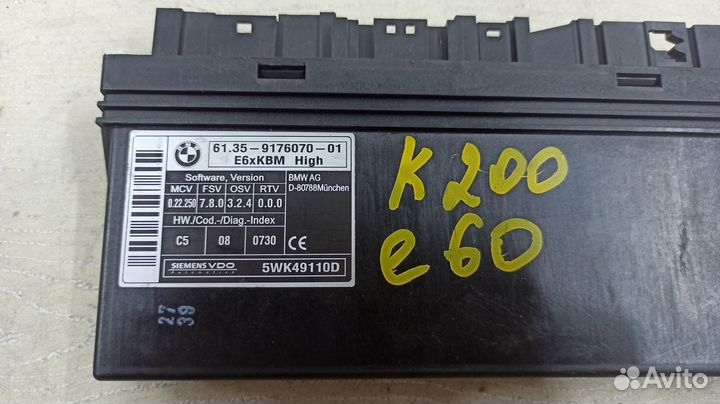 BMW
61.35-9176070-01
E6xKBM High
Software, Version
MCV FSV OSV RTV
0.22.250 7.8.0 3.2.4 0.0.0
HW./Cod.-/Diag.-Index
C5 08 0730
BMW AG
D-80788München
CE
SIEMENS VDO
Automotive
5WK49110D
27
39
K200
e60
Avito